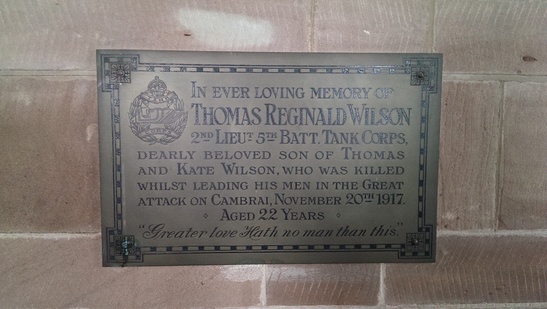 In ever loving memory of
Thomas Reginald Wilson
2nd Lieut 5th Batt. Tank Corps,
dearly beloved son of Thomas
and Kate Wilson, who was killed
whilst leading his men in the Great
attack on Cambrai, November 20th 1917.
Aged 22 Years
"Greater love Hath no man than this."